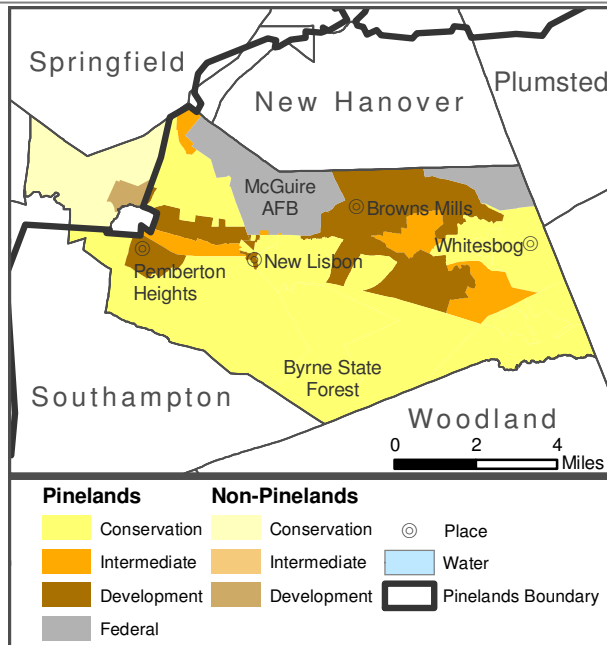 Springfield
Plumsted
New Hanover
McGuire
AFB
Browns Mills
Whitesbog
New Lisbon
Pemberton
Heights
Byrne State
Forest
Southampton
Woodland
0 2 4
Miles
Pinelands Non-Pinelands
Conservation Conservation Place
Intermediate Intermediate Water
Development Development Pinelands Boundary
Federal